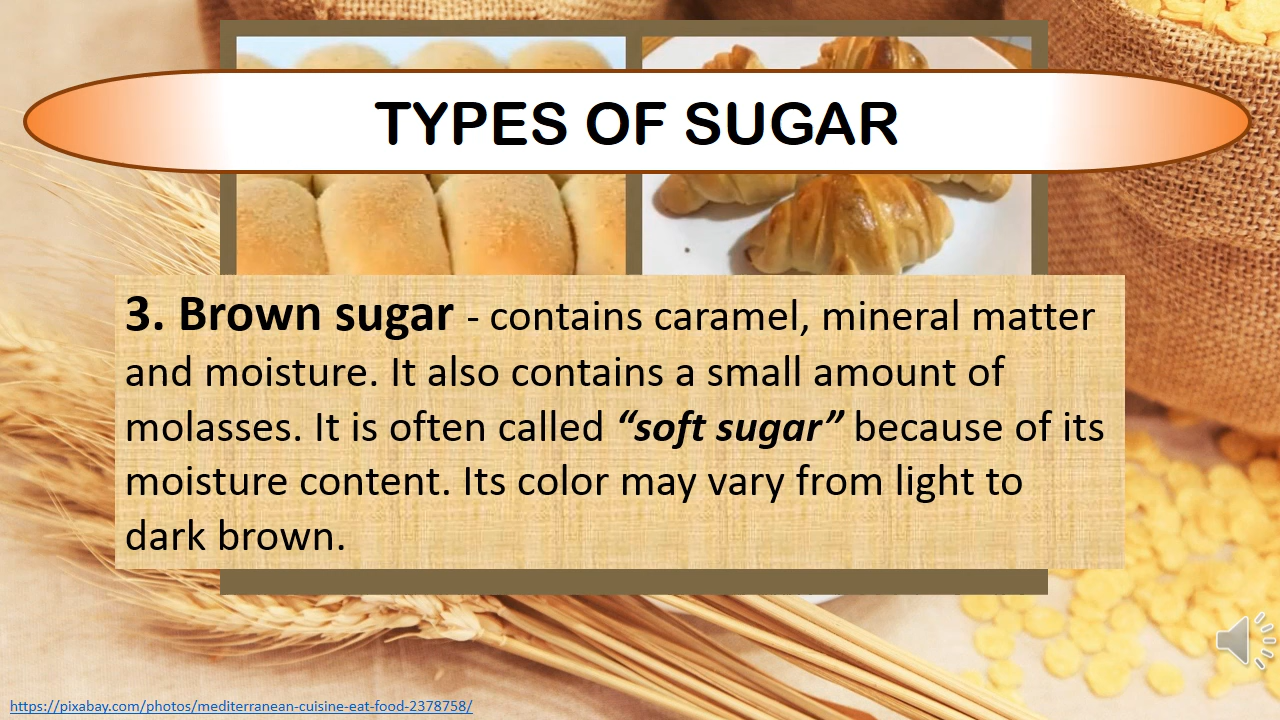 TYPES OF SUGAR
3. Brown sugar - contains caramel, mineral matter
and moisture. It also contains a small amount of
molasses. It is often called “soft sugar” because of its
moisture content. Its color may vary from light to
dark brown.
https://pixabay.com/photos/mediterranean-cuisine-eat-food-2378758/